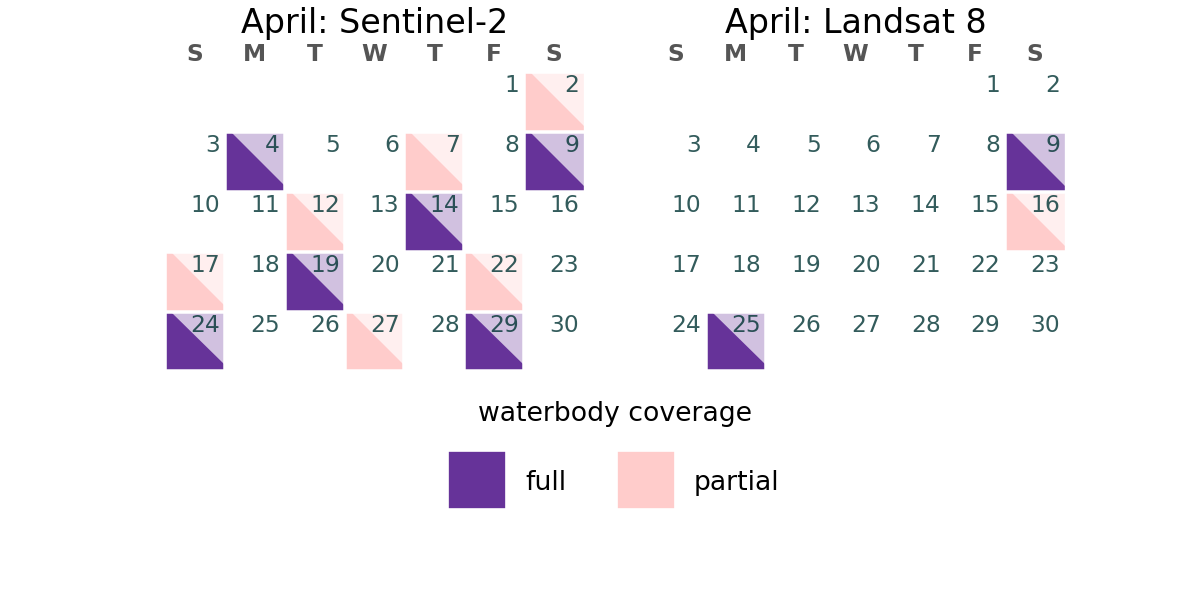 April: Sentinel-2
S M T W T F S
1 2
3 4 5 6 7 8 9
10 11 12 13 14 15 16
17 18 19 20 21 22 23
24 25 26 27 28 29 30
April: Landsat 8
S M T W T F S
1 2
3 4 5 6 7 8 9
10 11 12 13 14 15 16
17 18 19 20 21 22 23
24 25 26 27 28 29 30
waterbody coverage
full partial